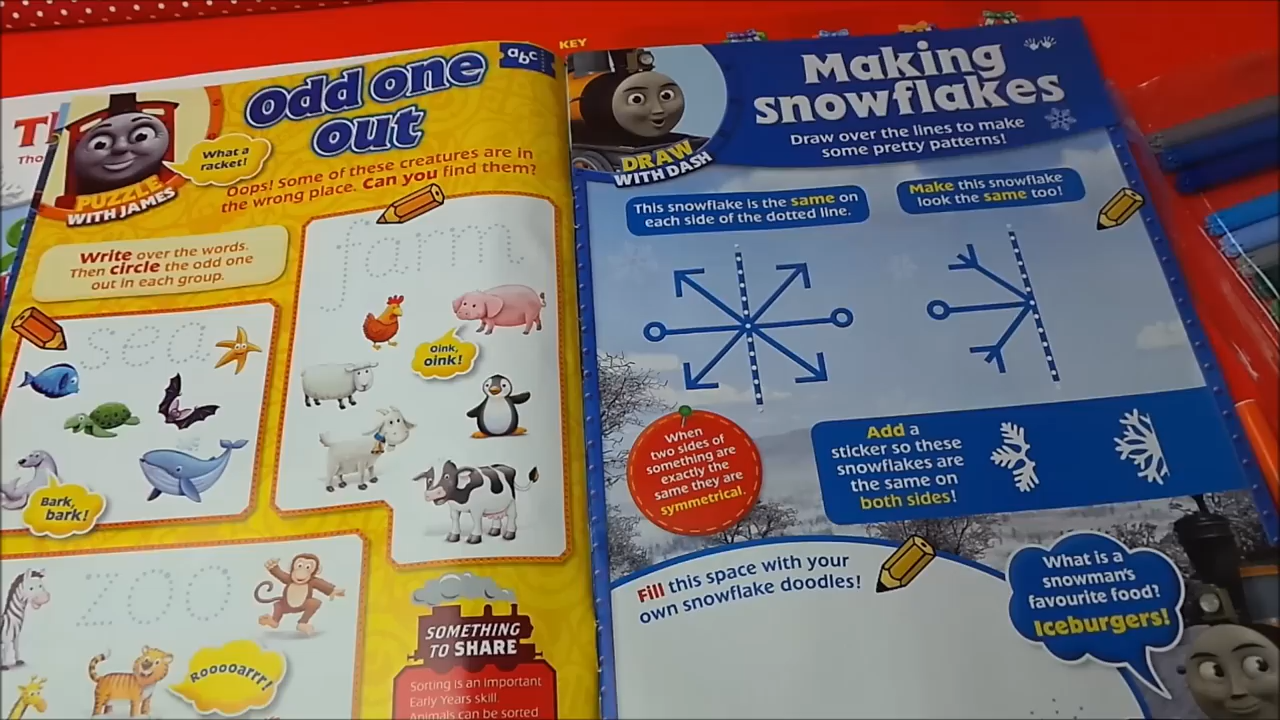 abc
Odd one
out
What a
racket!
PUZZLE
WITH JAMES
Oops! Some of these creatures are in
the wrong place. Can you find them?
Write over the words.
Then circle the odd one
out in each group.
sea
Bark,
bark!
farm
Oink,
oink!
zoo
Roooarrr!
SOMETHING
TO SHARE
Sorting is an important
Early Years skill.
Animals can be sorted
KEY
Making
snowflakes
Draw over the lines to make
some pretty patterns!
DRAW
WITH DASH
This snowflake is the same on
each side of the dotted line.
Make this snowflake
look the same too!
When
two sides of
something are
exactly the
same they are
symmetrical.
Add a
sticker so these
snowflakes are
the same on
both sides!
Fill this space with your
own snowflake doodles!
What is a
snowman's
favourite food?
Iceburgers!